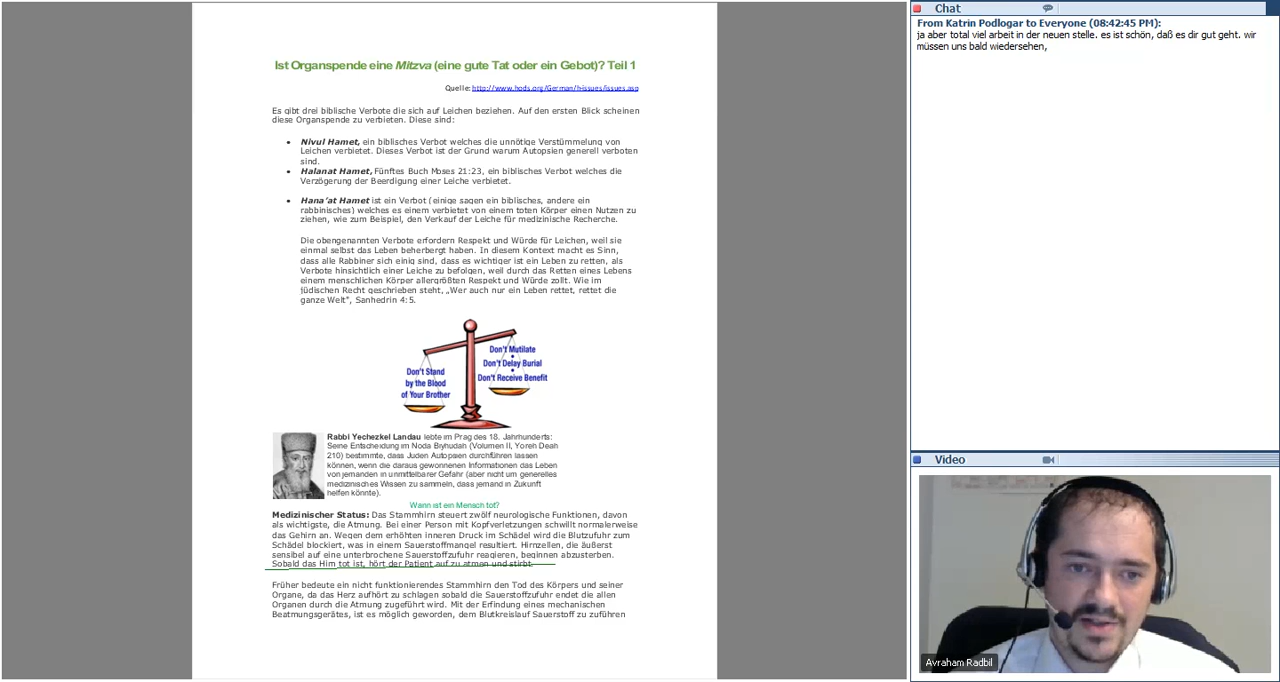 Ist Organspende eine Mitzva (eine gute Tat oder ein Gebot)? Teil 1
Quelle: http://www.hods.org/German/h-issues/issues.asp
Es gibt drei biblische Verbote die sich auf Leichen beziehen. Auf den ersten Blick scheinen
diese Organspende zu verbieten. Diese sind:
• Nivul Hamet, ein biblisches Verbot welches die unnötige Verstümmelung von
Leichen verbietet. Dieses Verbot ist der Grund warum Autopsien generell verboten
sind.
• Halanat Hamet, Fünftes Buch Moses 21:23, ein biblisches Verbot welches die
Verzögerung der Beerdigung einer Leiche verbietet.
• Hana'at Hamet ist ein Verbot (einige sagen ein biblisches, andere ein
rabbinisches) welches es einem verbietet von einem toten Körper einen Nutzen zu
ziehen, wie zum Beispiel, den Verkauf der Leiche für medizinische Recherche.
Die obengenannten Verbote erfordern Respekt und Würde für Leichen, weil sie
einmal selbst das Leben beherbergt haben. In diesem Kontext macht es Sinn,
dass alle Rabbiner sich einig sind, dass es wichtiger ist ein Leben zu retten, als
Verbote hinsichtlich einer Leiche zu befolgen, weil durch das Retten eines Lebens
einem menschlichen Körper allergrößten Respekt und Würde zollt. Wie im
jüdischen Recht geschrieben steht, „Wer auch nur ein Leben rettet, rettet die
ganze Welt", Sanhedrin 4:5.
Don't Stand
by the Blood
of Your Brother
Don't Mutilate
•
Don't Delay Burial
•
Don't Receive Benefit
Rabbi Yechezkel Landau lebte im Prag des 18. Jahrhunderts:
Seine Entscheidung im Noda Biyhudah (Volumen II, Yoreh Deah
210) bestimmte, dass Juden Autopsien durchführen lassen
können, wenn die daraus gewonnenen Informationen das Leben
von jemanden in unmittelbarer Gefahr (aber nicht um generelles
medizinisches Wissen zu sammeln, dass jemand in Zukunft
helfen könnte).
Wann ist ein Mensch tot?
Medizinischer Status: Das Stammhirn steuert zwölf neurologische Funktionen, davon
als wichtigste, die Atmung. Bei einer Person mit Kopfverletzungen schwillt normalerweise
das Gehirn an. Wegen dem erhöhten inneren Druck im Schädel wird die Blutzufuhr zum
Schädel blockiert, was in einem Sauerstoffmangel resultiert. Hirnzellen, die äußerst
sensibel auf eine unterbrochene Sauerstoffzufuhr reagieren, beginnen abzusterben.
Sobald das Hirn tot ist, hört der Patient auf zu atmen und stirbt.
Früher bedeute ein nicht funktionierendes Stammhirn den Tod des Körpers und seiner
Organe, da das Herz aufhört zu schlagen sobald die Sauerstoffzufuhr endet die allen
Organen durch die Atmung zugeführt wird. Mit der Erfindung eines mechanischen
Beatmungsgerätes, ist es möglich geworden, dem Blutkreislauf Sauerstoff zu zuführen
Chat
From Katrin Podlogar to Everyone (08:42:45 PM):
ja aber total viel arbeit in der neuen stelle. es ist schön, daß es dir gut geht. wir
müssen uns bald wiedersehen,
Video
Avraham Radbil